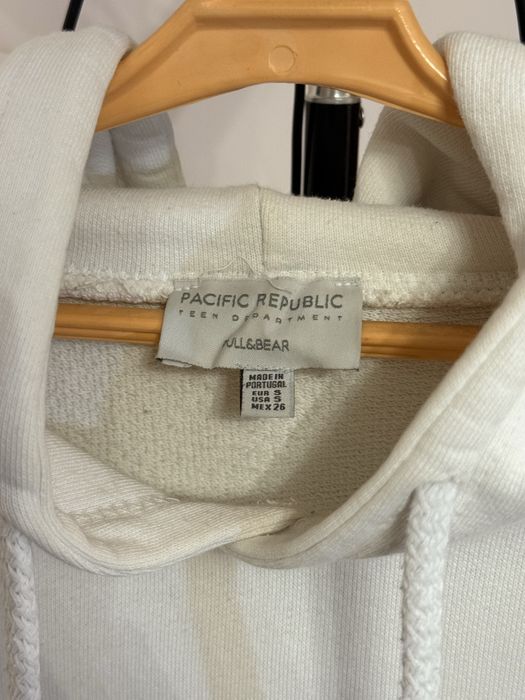 PACIFIC REPUBLIC
TEEN DEPARTMENT
PULL&BEAR
MADE IN
PORTUGAL
EUR S
USA S
MEX 26